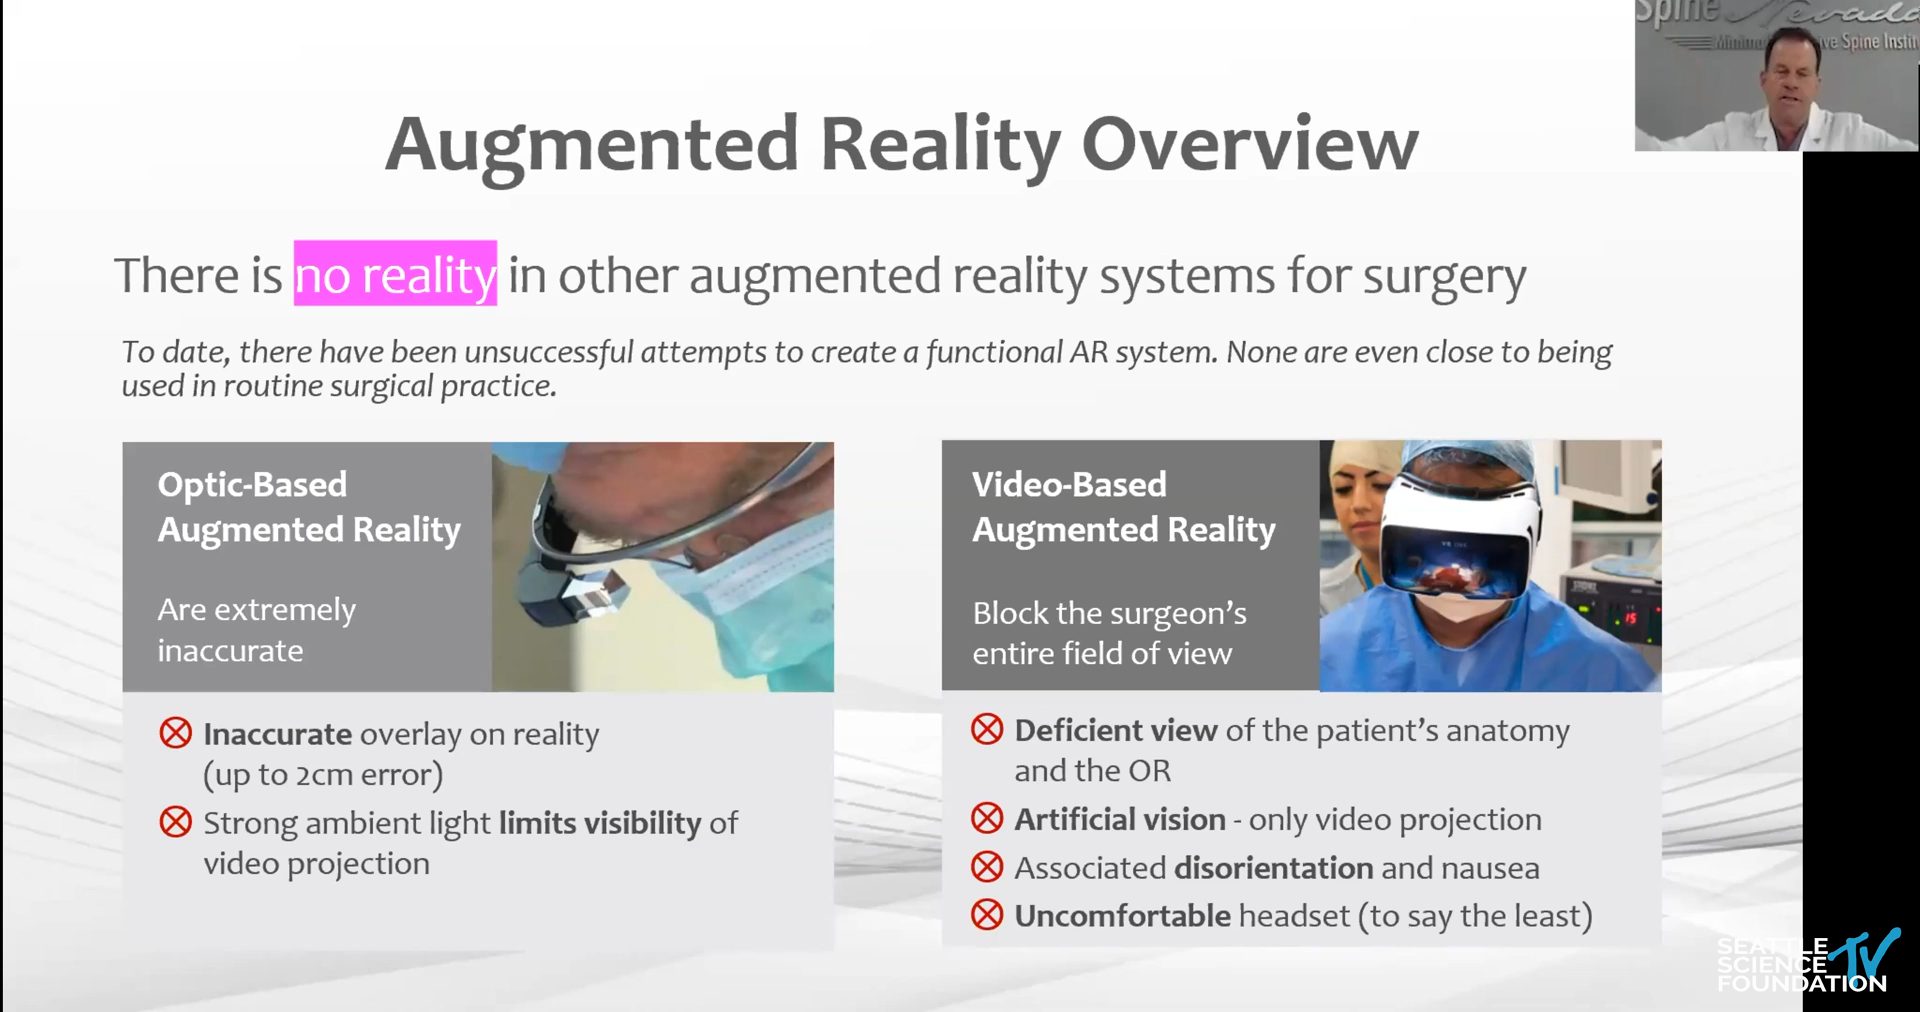 Spine Nevada
Spine Instit
Augmented Reality Overview
There is no reality in other augmented reality systems for surgery
To date, there have been unsuccessful attempts to create a functional AR system. None are even close to being
used in routine surgical practice.
Optic-Based
Augmented Reality
Are extremely
inaccurate
Inaccurate overlay on reality
(up to 2cm error)
Strong ambient light limits visibility of
video projection
Video-Based
Augmented Reality
Block the surgeon's
entire field of view
Deficient view of the patient's anatomy
and the OR
Artificial vision - only video projection
Associated disorientation and nausea
Uncomfortable headset (to say the least)
SEATTLE
SCIENCE TV
FOUNDATION